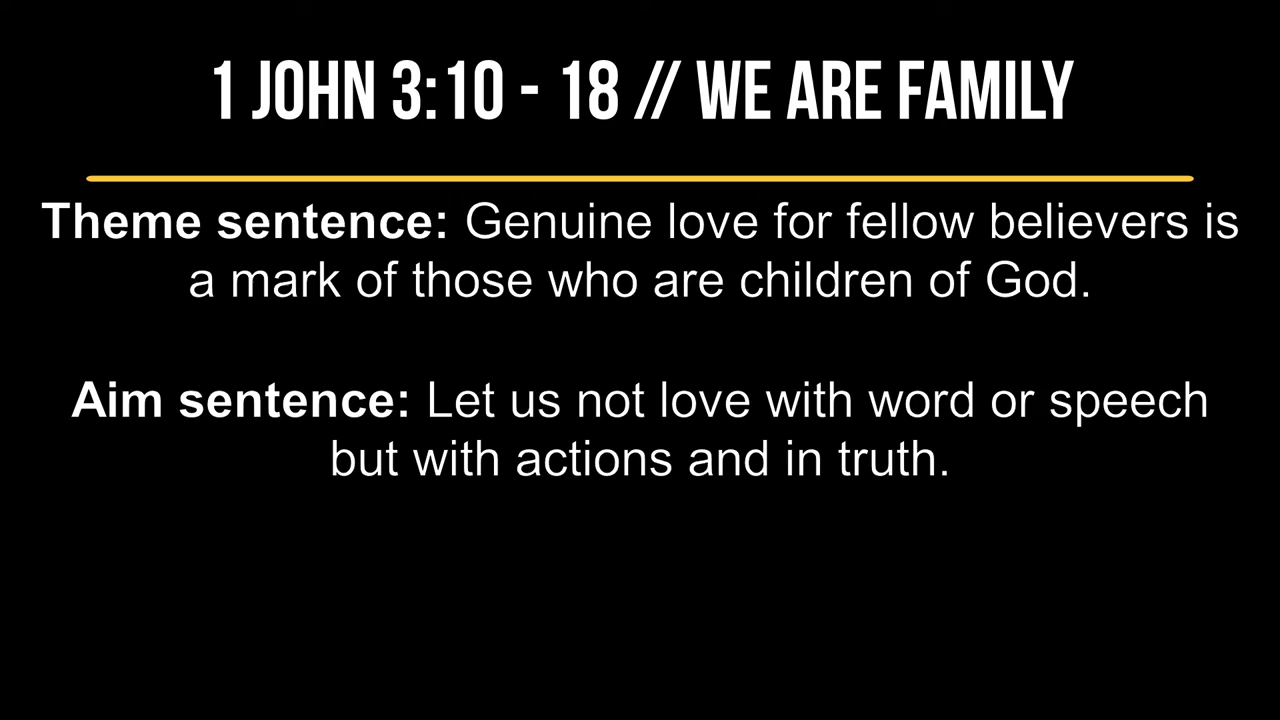 1 JOHN 3:10 - 18 // WE ARE FAMILY
Theme sentence: Genuine love for fellow believers is
a mark of those who are children of God.
Aim sentence: Let us not love with word or speech
but with actions and in truth.